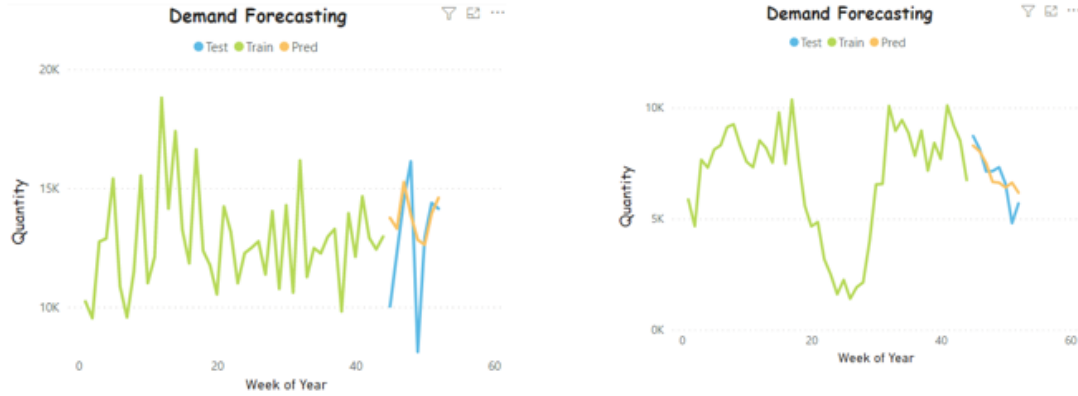 Demand Forecasting
Test Train Pred
20K
15K
10K
Quantity
0 20 40 60
Week of Year
Demand Forecasting
Test Train Pred
10K
5K
0K
Quantity
0 20 40 60
Week of Year